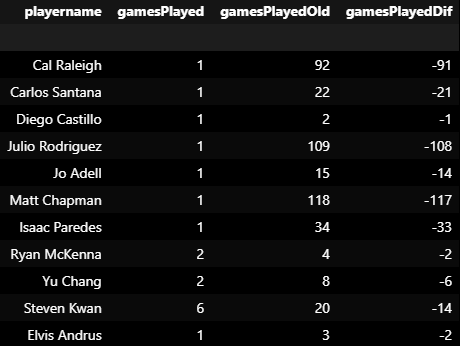 playername gamesPlayed gamesPlayedOld gamesPlayedDif
Cal Raleigh 1 92 -91
Carlos Santana 1 22 -21
Diego Castillo 1 2 -1
Julio Rodriguez 1 109 -108
Jo Adell 1 15 -14
Matt Chapman 1 118 -117
Isaac Paredes 1 34 -33
Ryan McKenna 2 4 -2
Yu Chang 2 8 -6
Steven Kwan 6 20 -14
Elvis Andrus 1 3 -2